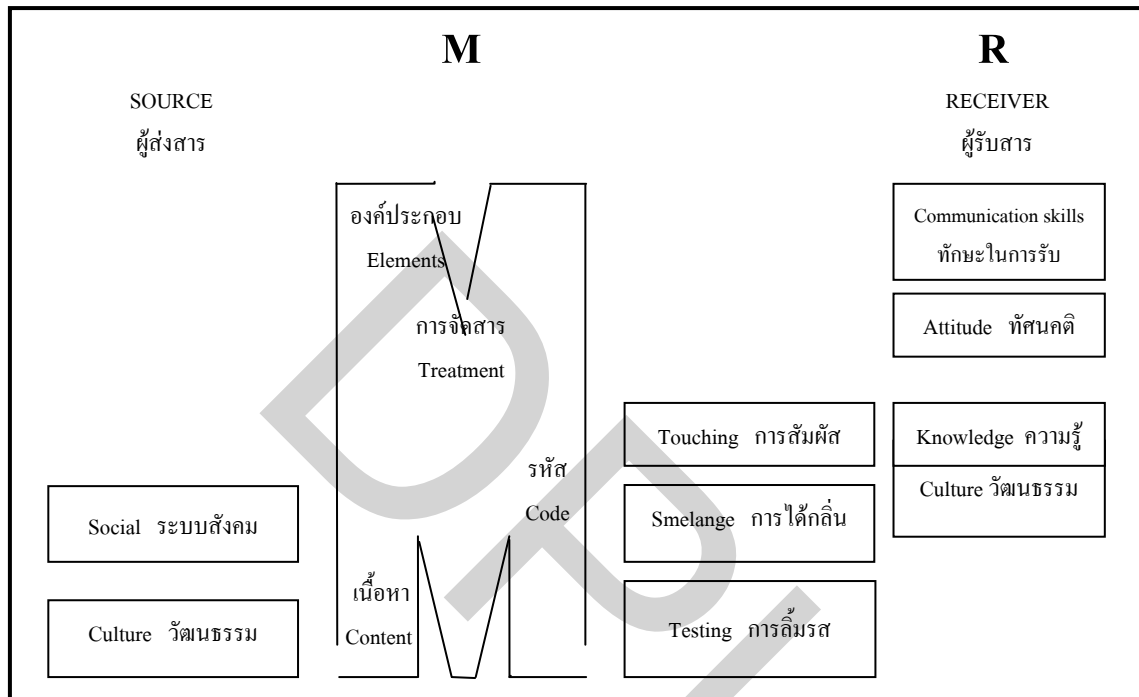 M
R
SOURCE
ผู้ส่งสาร
RECEIVER
ผู้รับสาร
องค์ประกอบ
Elements
การจัดสาร
Treatment
รหัส
Code
เนื้อหา
Content
Social ระบบสังคม
Culture วัฒนธรรม
Touching การสัมผัส
Smelange การได้กลิ่น
Testing การลิ้มรส
Communication skills
ทักษะในการรับ
Attitude ทัศนคติ
Knowledge ความรู้
Culture วัฒนธรรม